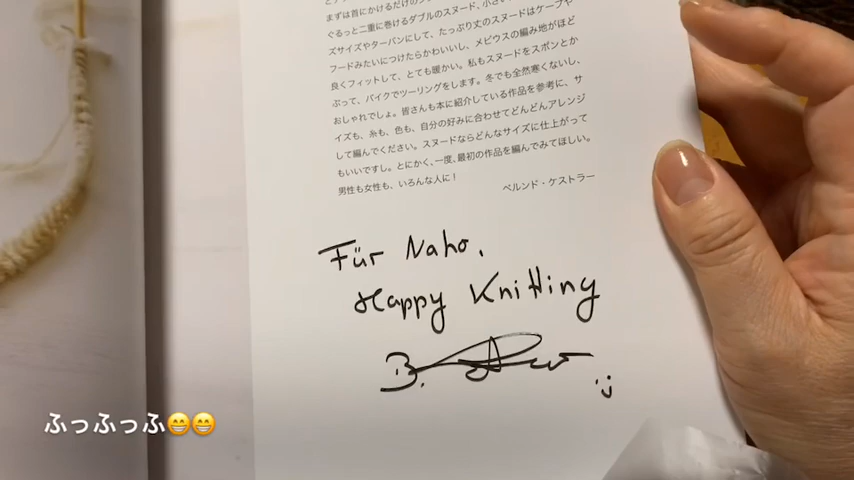 まずは首にかけるだけの
ぐるっと二重に巻けるダブルのスヌード、小さい
ズサイズやターバンにして、たっぷり丈のスヌードはケープや
フードみたいにつけたらかわいいし、メビウスの編み地がほど
良くフィットして、とても暖かい。私もスヌードをスポンとか
ぶって、バイクでツーリングをします。冬でも全然寒くないし、
おしゃれでしょ。皆さんも本に紹介している作品を参考に、サ
イズも、糸も、色も、自分の好みに合わせてどんどんアレンジ
して編んでください。スヌードならどんなサイズに仕上がって
もいいですし。とにかく、一度、最初の作品を編んでみてほしい。
男性も女性も、いろんな人に！
ベルンド・ケストラー
Für Naho,
Happy Knitting
B.
ふっふっふ😁😁